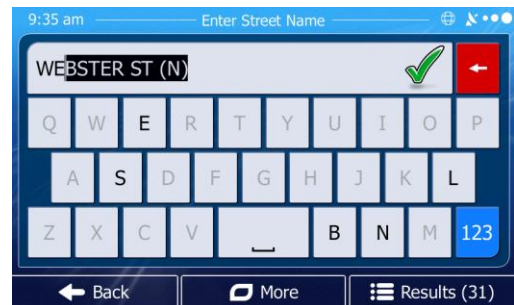 9:35 am Enter Street Name
WEBSTER ST (N)
Q W E R T Y U I O P
A S D F G H J K L
Z X C V B N M 123
Back More Results (31)